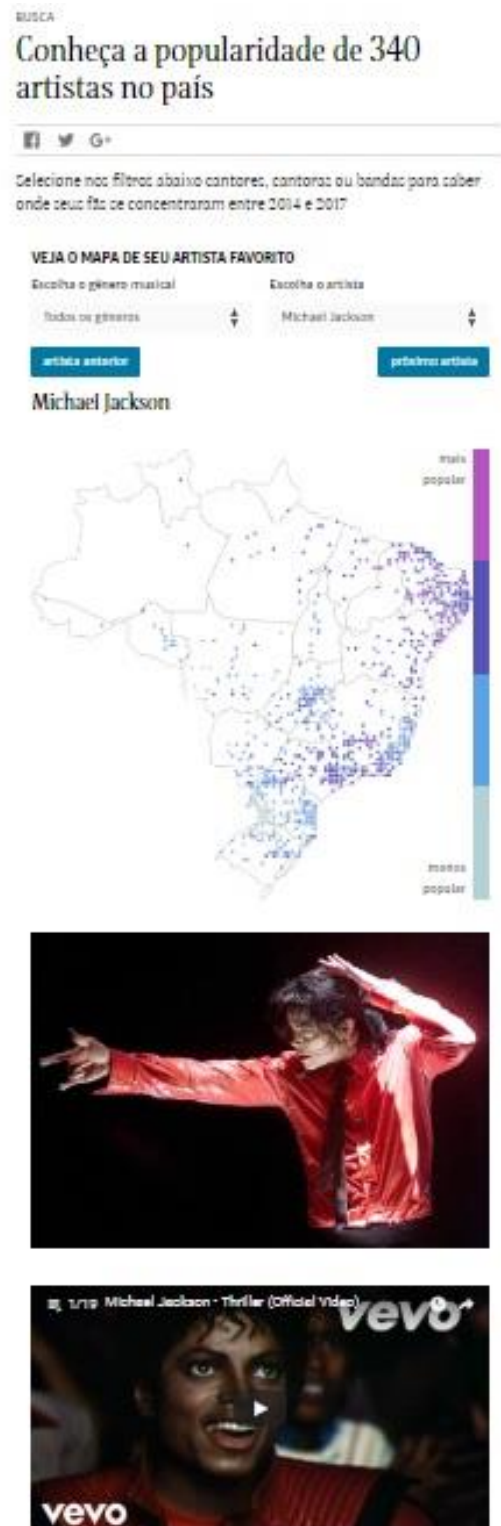 BUSCA
Conheça a popularidade de 340
artistas no país
G+
Selecione nos filtros abaixo cantores, cantoras ou bandas para saber
onde seus fãs se concentraram entre 2014 e 2017
VEJA O MAPA DE SEU ARTISTA FAVORITO
Escolha o gênero musical
Escolha o artista
Todos os gêneros
Michael Jackson
artista anterior
próximo artista
Michael Jackson
mais
popular
menos
popular
1/19 Michael Jackson - Thriller (Official Video)
vevo
vevo